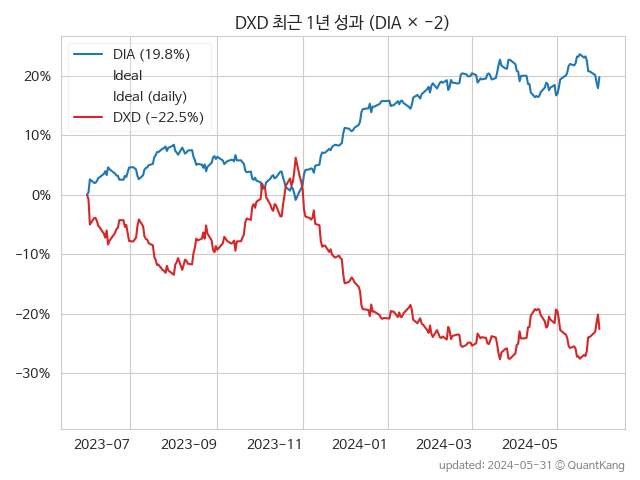 DXD 최근 1년 성과 (DIA × −2)
DIA (19.8%)
Ideal
Ideal (daily)
DXD (−22.5%)
20%
10%
0%
−10%
−20%
−30%
2023-07
2023-09
2023-11
2024-01
2024-03
2024-05
updated: 2024-05-31 © QuantKang